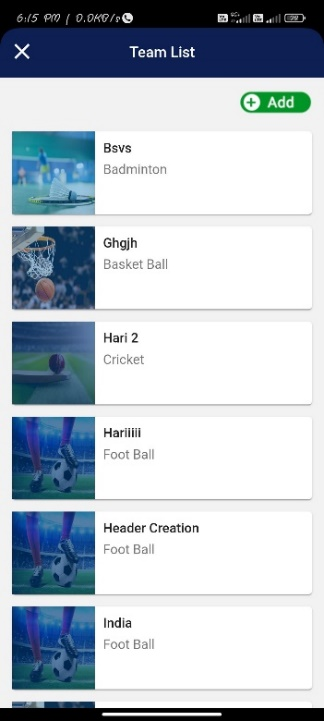 6:15 PM | 0.0KB/s
Team List
Add
Bsvs
Badminton
Ghgjh
Basket Ball
Hari 2
Cricket
Hariiiii
Foot Ball
Header Creation
Foot Ball
India
Foot Ball